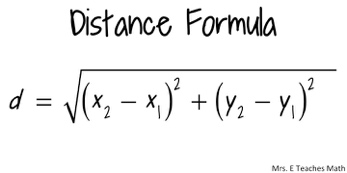 Distance Formula
d = √(x₂ − x₁)² + (y₂ − y₁)²
Mrs. E Teaches Math